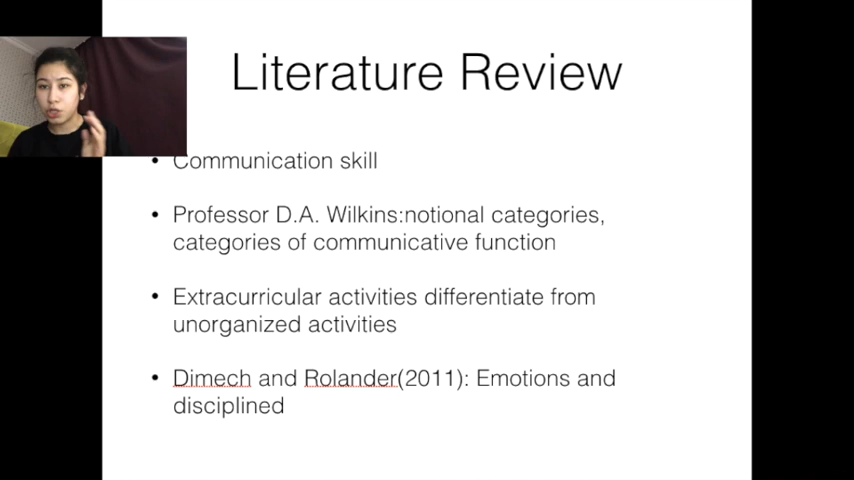 Literature Review
• Communication skill
• Professor D.A. Wilkins:notional categories,
categories of communicative function
• Extracurricular activities differentiate from
unorganized activities
• Dimech and Rolander(2011): Emotions and
disciplined